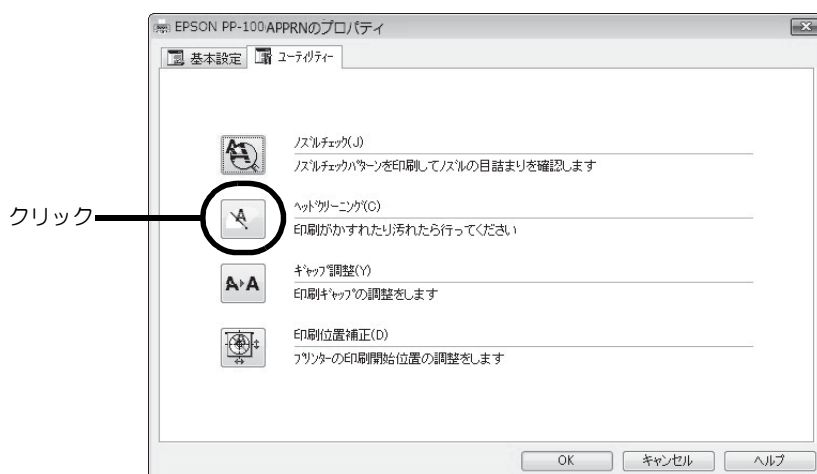 EPSON PP-100APPRNのプロパティ
基本設定 ユーティリティー
ノズルチェック(J)
ノズルチェックパターンを印刷してノズルの目詰まりを確認します
クリック
ヘッドクリーニング(C)
印刷がかすれたり汚れたら行ってください
ギャップ調整(Y)
印刷ギャップの調整をします
印刷位置補正(D)
プリンターの印刷開始位置の調整をします
OK キャンセル ヘルプ